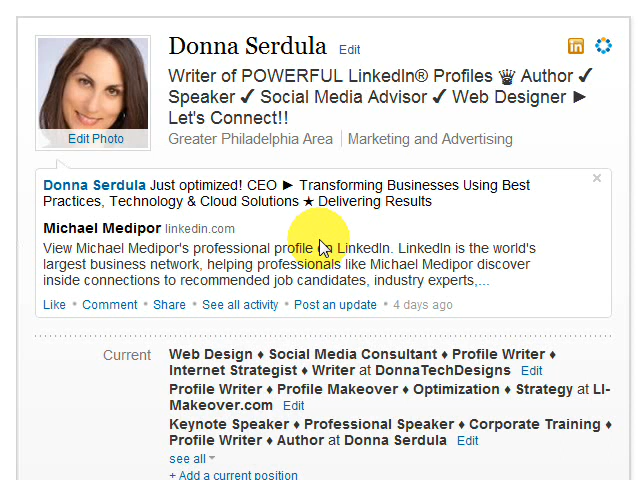 Donna Serdula Edit
in
Writer of POWERFUL LinkedIn® Profiles ♛ Author ✔
Speaker ✔ Social Media Advisor ✔ Web Designer ►
Let's Connect!!
Edit Photo
Greater Philadelphia Area | Marketing and Advertising
Donna Serdula Just optimized! CEO ► Transforming Businesses Using Best
Practices, Technology & Cloud Solutions ★ Delivering Results
Michael Medipor linkedin.com
View Michael Medipor's professional profile on LinkedIn. LinkedIn is the world's
largest business network, helping professionals like Michael Medipor discover
inside connections to recommended job candidates, industry experts,...
Like • Comment • Share • See all activity • Post an update • 4 days ago
Current
Web Design ♦ Social Media Consultant ♦ Profile Writer ♦
Internet Strategist ♦ Writer at DonnaTechDesigns Edit
Profile Writer ♦ Profile Makeover ♦ Optimization ♦ Strategy at LI-
Makeover.com Edit
Keynote Speaker ♦ Professional Speaker ♦ Corporate Training ♦
Profile Writer ♦ Author at Donna Serdula Edit
see all
+ Add a current position